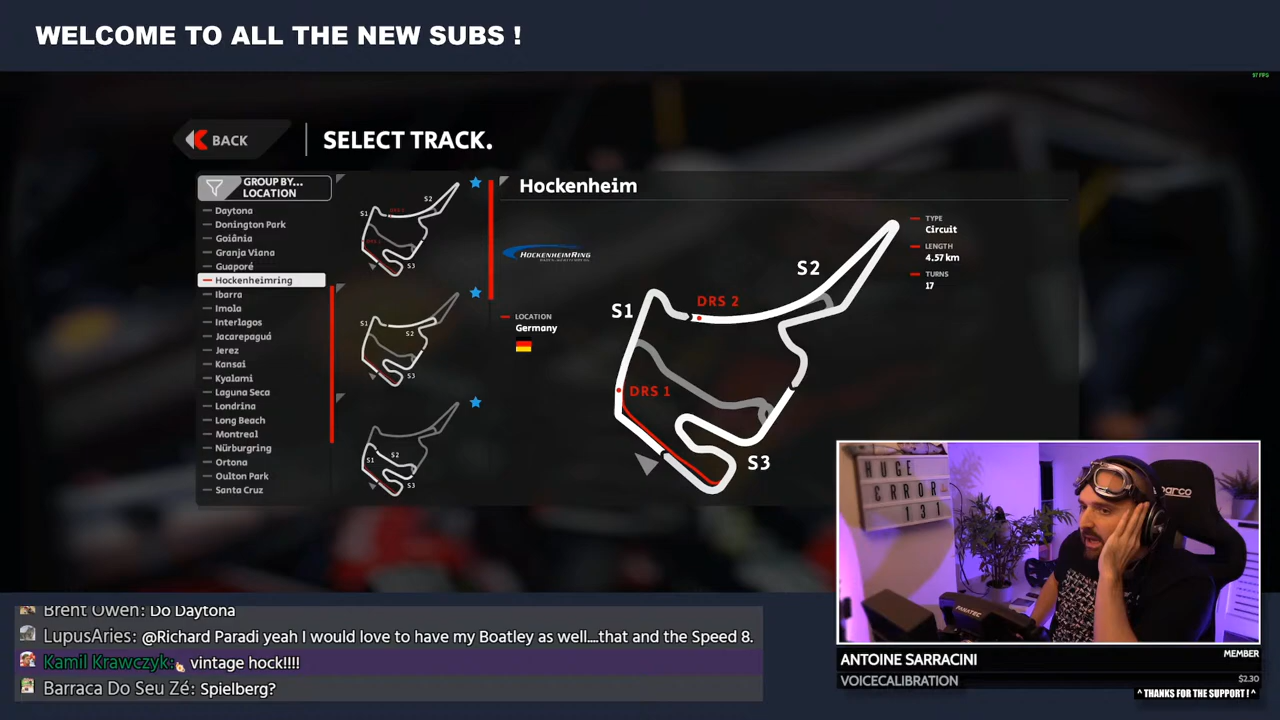 WELCOME TO ALL THE NEW SUBS !
97 FPS
BACK
SELECT TRACK.
GROUP BY...
LOCATION
Daytona
Donington Park
Goiânia
Granja Viana
Guaporé
Hockenheimring
Ibarra
Imola
Interlagos
Jacarepaguá
Jerez
Kansai
Kyalami
Laguna Seca
Londrina
Long Beach
Montreal
Nürburgring
Ortona
Oulton Park
Santa Cruz
S1
S2
S3
S1
S2
S3
S1
S2
S3
Hockenheim
HOCKENHEIMRING
LOCATION
Germany
S1
DRS 2
S2
DRS 1
S3
TYPE
Circuit
LENGTH
4.57 km
TURNS
17
HUGE
ERROR
131
sparco
FANATEC
Brent Owen: Do Daytona
LupusAries: @Richard Paradi yeah I would love to have my Boatley as well....that and the Speed 8.
Kamil Krawczyk: vintage hock!!!!
Barraca Do Seu Zé: Spielberg?
ANTOINE SARRACINI
MEMBER
VOICECALIBRATION
$2.30
^ THANKS FOR THE SUPPORT ! ^